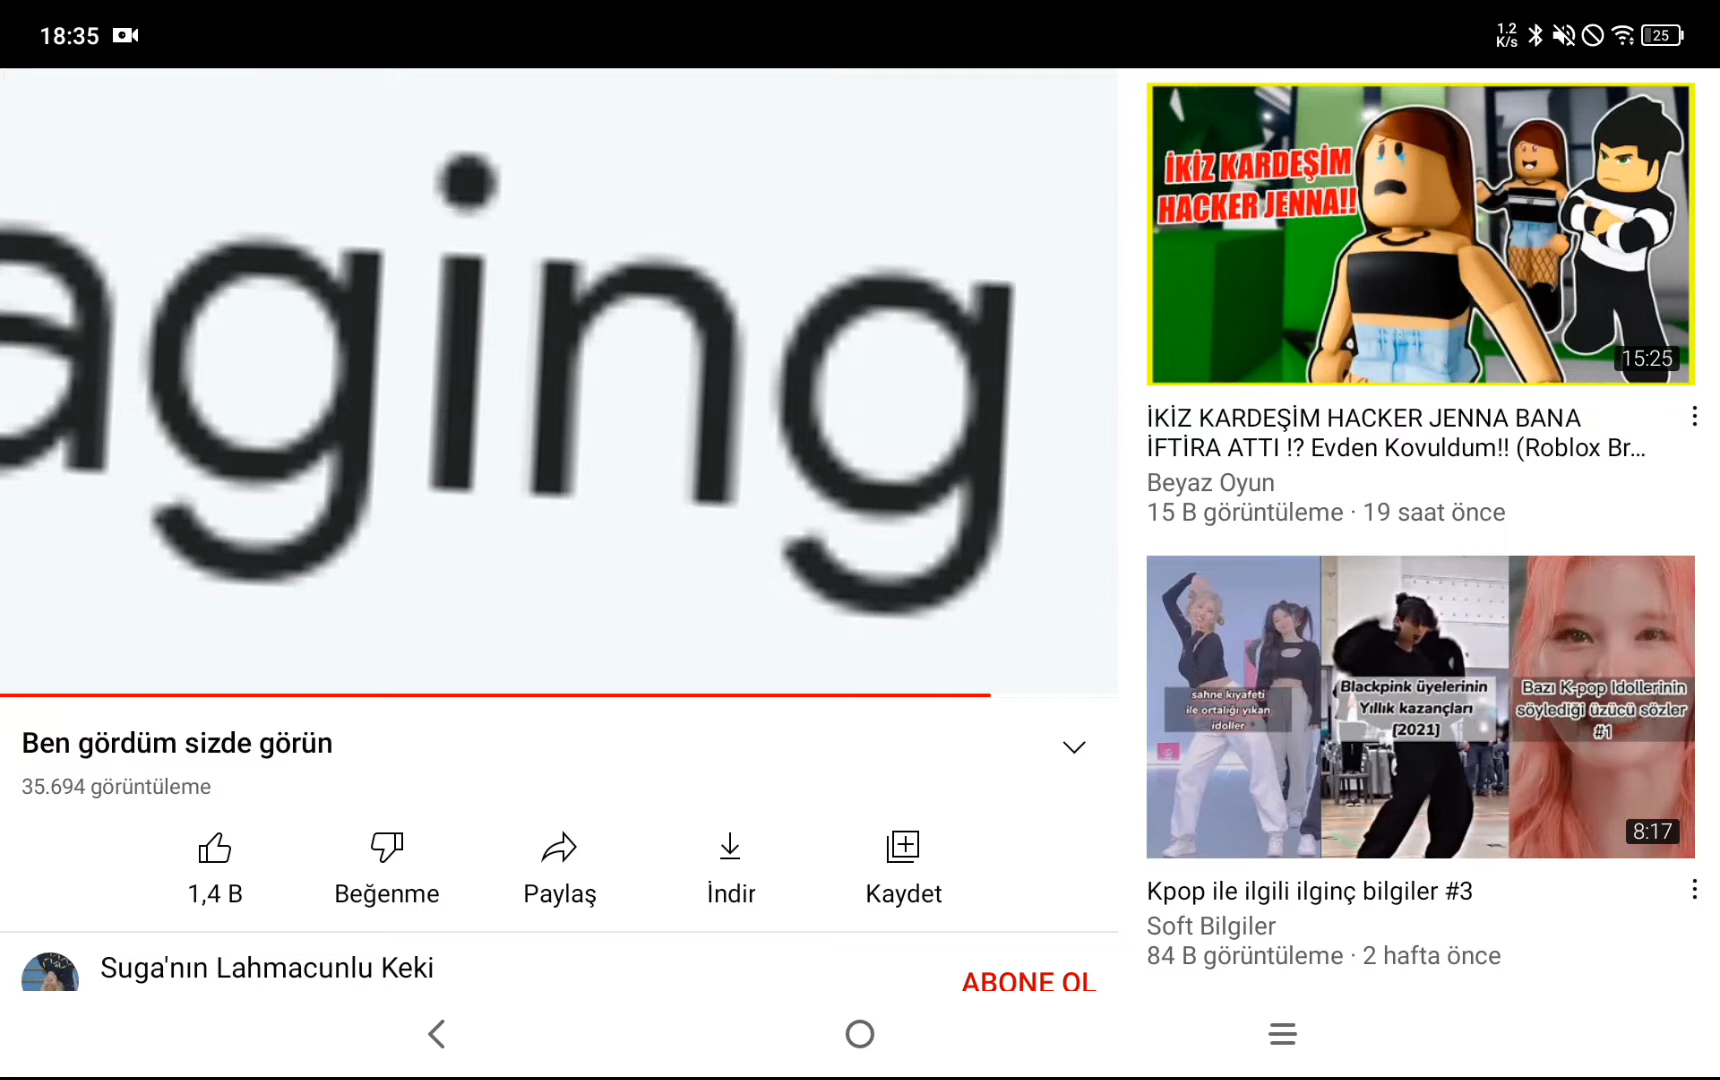 18:35
1.2
K/s
25
aging
İKİZ KARDEŞİM
HACKER JENNA!!
15:25
İKİZ KARDEŞİM HACKER JENNA BANA
İFTİRA ATTI !? Evden Kovuldum!! (Roblox Br...
Beyaz Oyun
15 B görüntüleme · 19 saat önce
sahne kıyafeti
ile ortalığı yıkan
idoller
Blackpink üyelerinin
Yıllık kazançları
[2021]
Bazı K-pop Idollerinin
söylediği üzücü sözler
#1
8:17
Kpop ile ilgili ilginç bilgiler #3
Soft Bilgiler
84 B görüntüleme · 2 hafta önce
Ben gördüm sizde görün
35.694 görüntüleme
1,4 B
Beğenme
Paylaş
İndir
Kaydet
Suga'nın Lahmacunlu Keki
ABONE OL